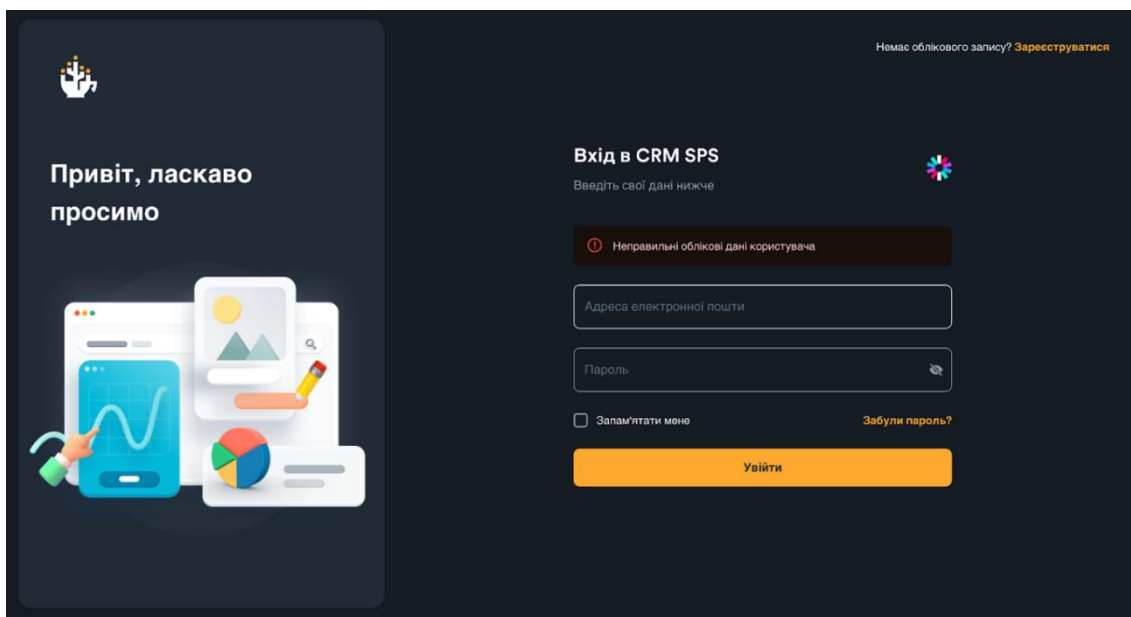 Немає облікового запису? Зареєструватися
Привіт, ласкаво
просимо
Вхід в CRM SPS
Введіть свої дані нижче
Неправильні облікові дані користувача
Адреса електронної пошти
Пароль
Запам'ятати мене
Забули пароль?
Увійти